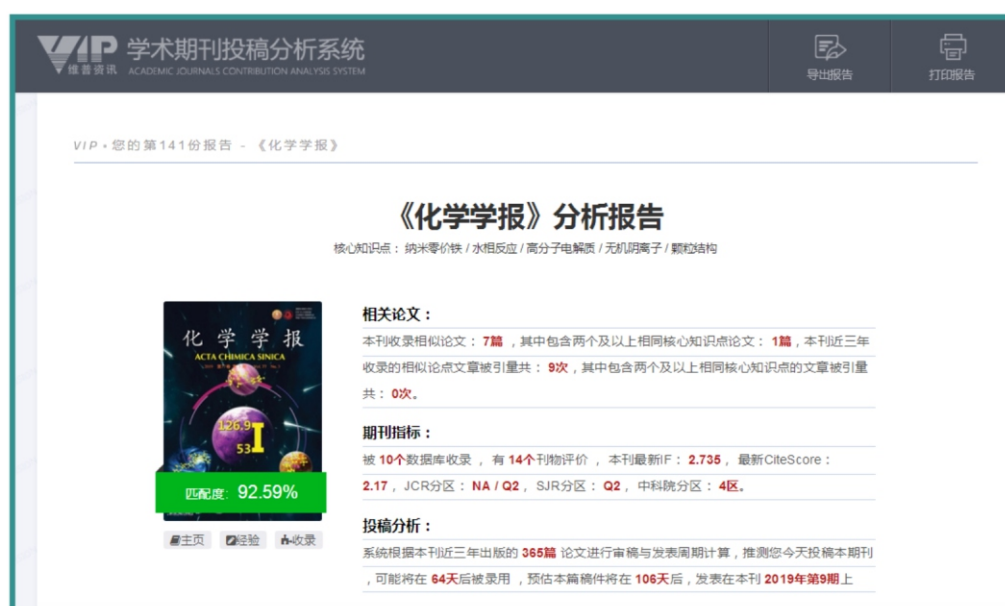 VIP 学术期刊投稿分析系统
维普资讯 ACADEMIC JOURNALS CONTRIBUTION ANALYSIS SYSTEM
导出报告
打印报告
VIP • 您的第141份报告 - 《化学学报》
《化学学报》分析报告
核心知识点： 纳米零价铁 / 水相反应 / 高分子电解质 / 无机阴离子 / 颗粒结构
化 学 学 报
ACTA CHIMICA SINICA
126.9
I
53
匹配度: 92.59%
主页
经验
收录
相关论文：
本刊收录相似论文： 7篇 ，其中包含两个及以上相同核心知识点论文： 1篇 ，本刊近三年
收录的相似论点文章被引量共： 9次 ，其中包含两个及以上相同核心知识点的文章被引量
共： 0次。
期刊指标：
被 10个数据库收录 ， 有 14个刊物评价 ， 本刊最新IF： 2.735 ， 最新CiteScore：
2.17 ， JCR分区： NA / Q2 ， SJR分区： Q2 ， 中科院分区： 4区。
投稿分析：
系统根据本刊近三年出版的 365篇 论文进行审稿与发表周期计算，推测您今天投稿本期刊
，可能将在 64天后被录用 ，预估本篇稿件将在 106天后，发表在本刊 2019年第9期上